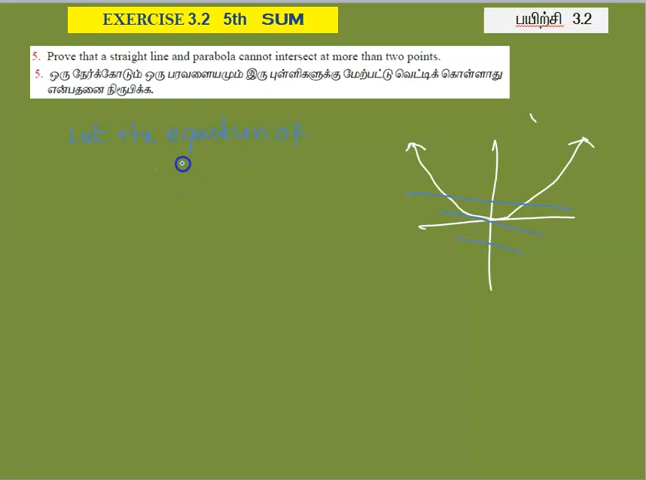 EXERCISE 3.2 5th SUM
பயிற்சி 3.2
5. Prove that a straight line and parabola cannot intersect at more than two points.
5. ஒரு நேர்க்கோடும் ஒரு பரவளையமும் இரு புள்ளிகளுக்கு மேற்பட்டு வெட்டிக் கொள்ளாது
என்பதனை நிரூபிக்க.
Let the equation of